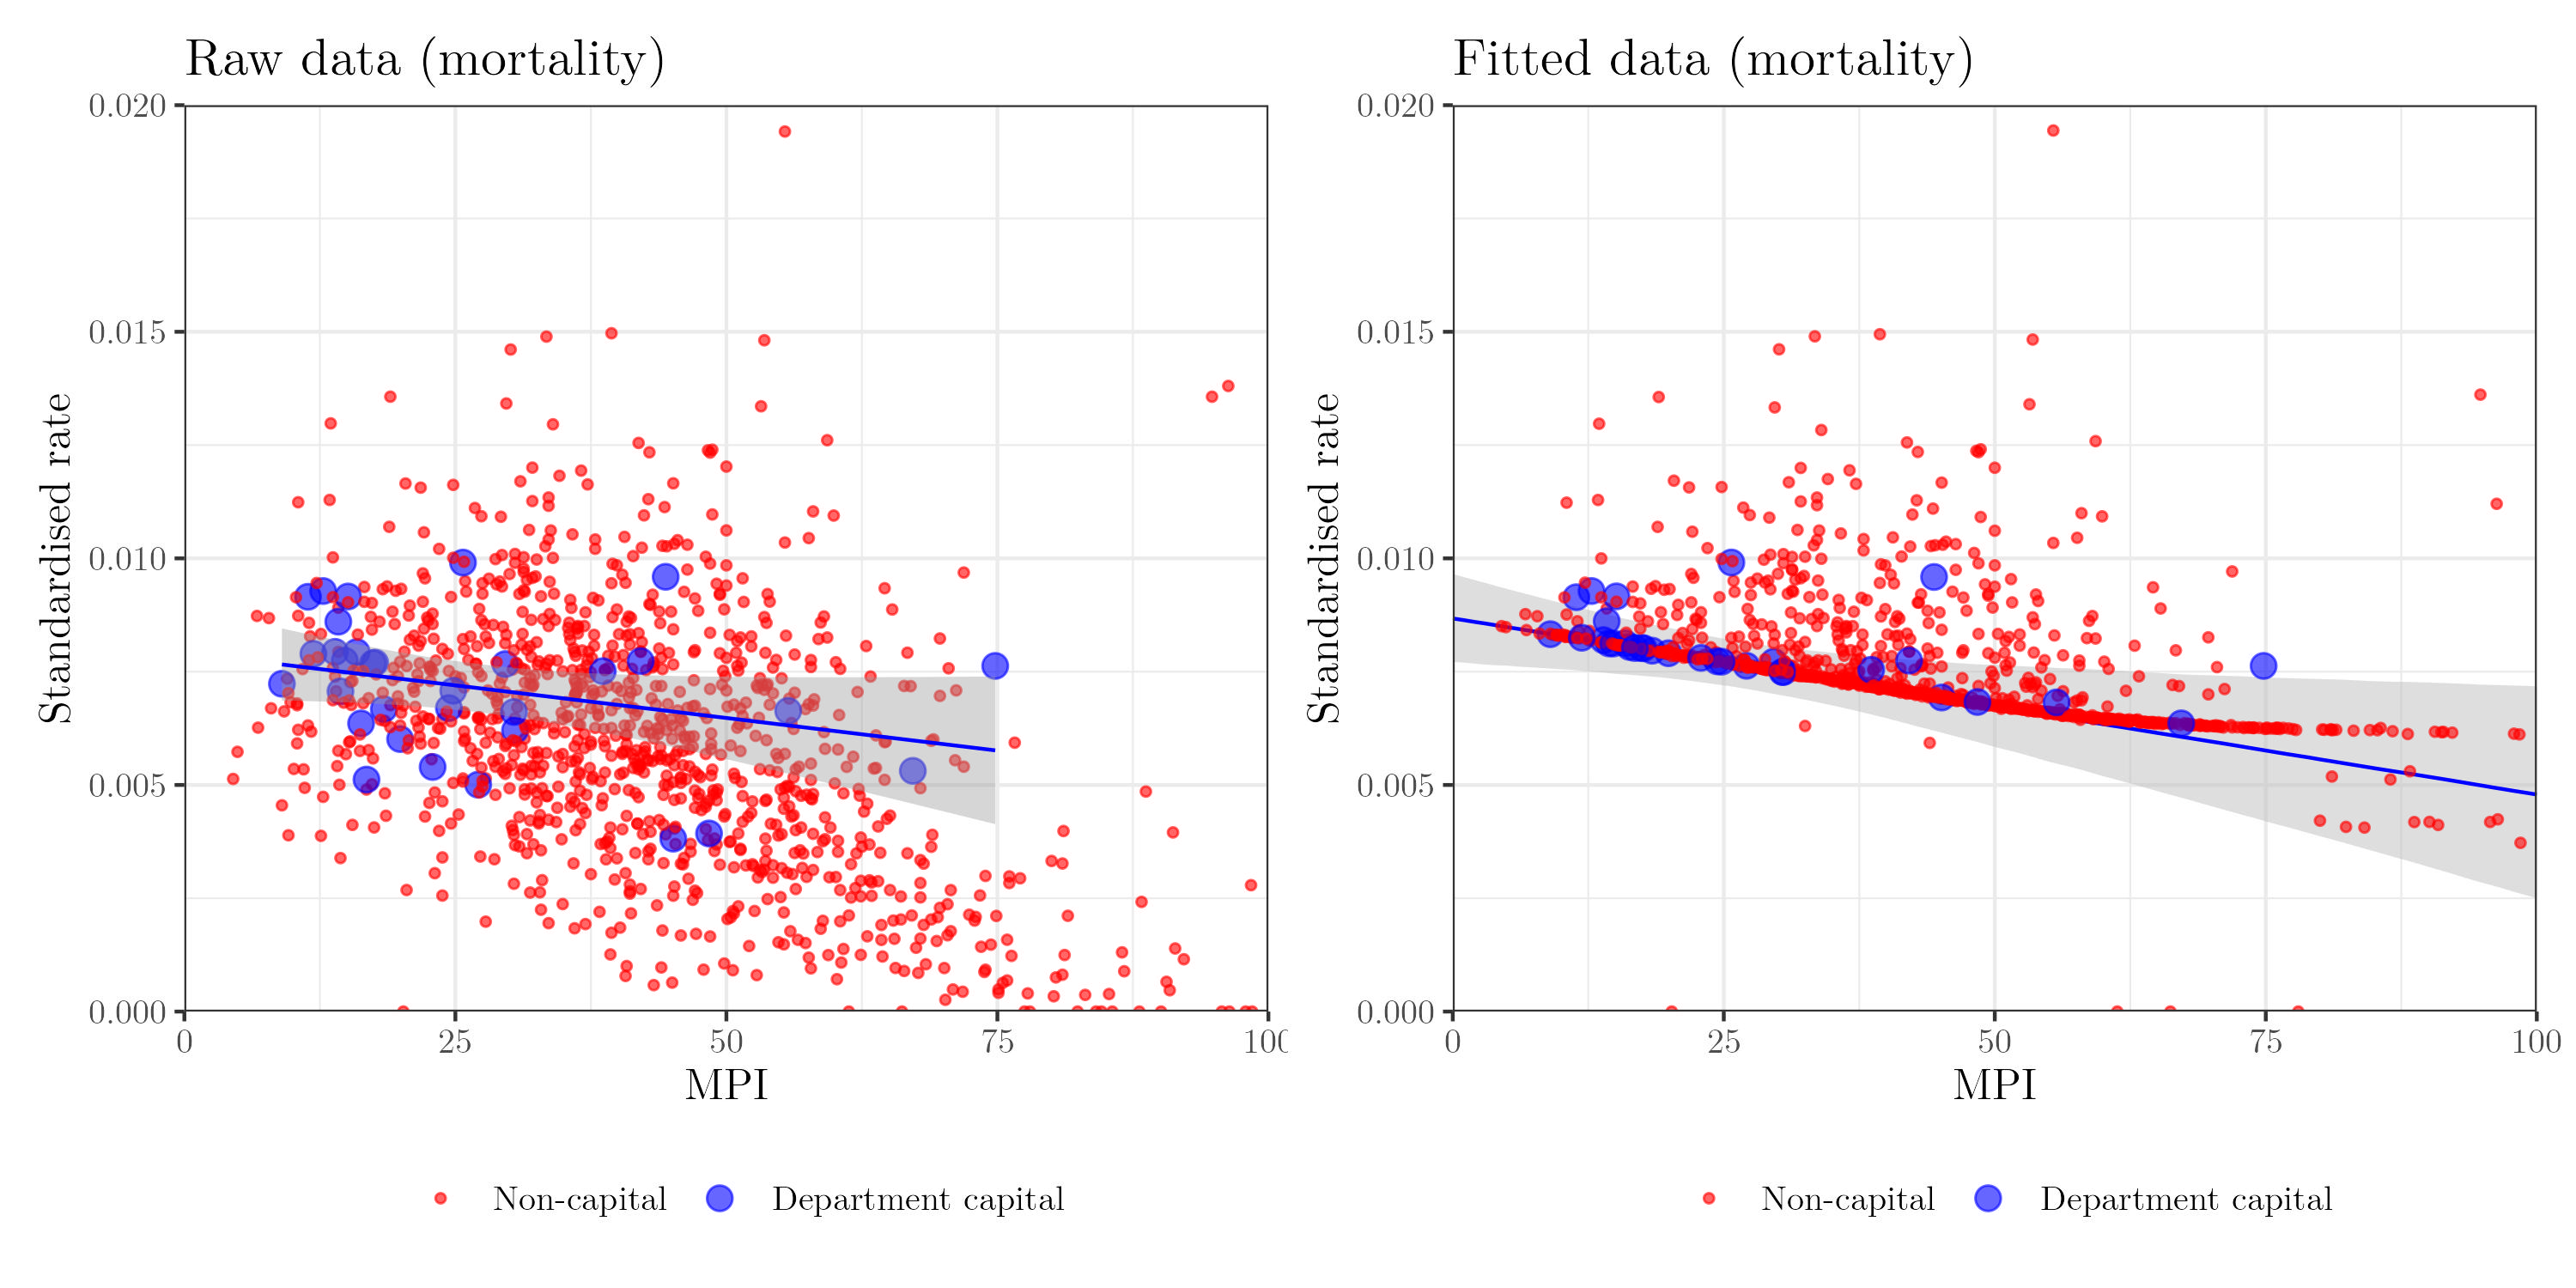 Raw data (mortality)
Standardised rate
0.020
0.015
0.010
0.005
0.000
0 25 50 75 100
MPI
Non-capital Department capital
Fitted data (mortality)
Standardised rate
0.020
0.015
0.010
0.005
0.000
0 25 50 75 100
MPI
Non-capital Department capital